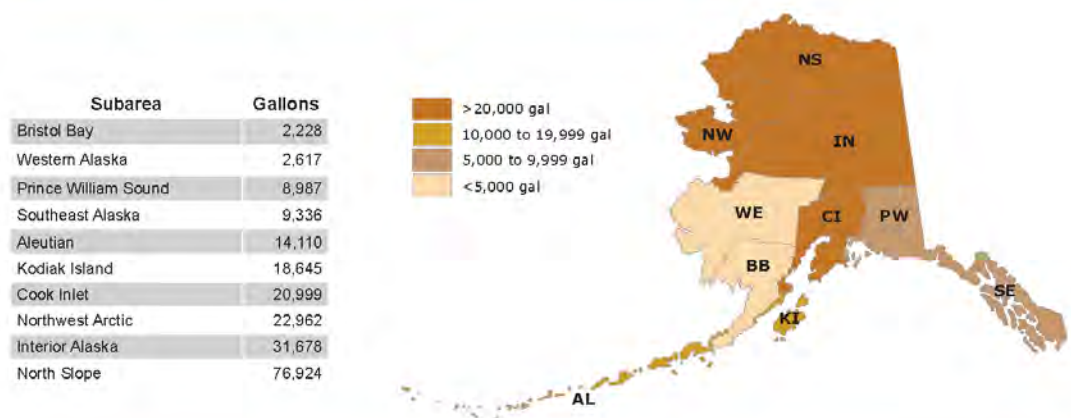 Subarea Gallons
Bristol Bay 2,228
Western Alaska 2,617
Prince William Sound 8,987
Southeast Alaska 9,336
Aleutian 14,110
Kodiak Island 18,645
Cook Inlet 20,999
Northwest Arctic 22,962
Interior Alaska 31,678
North Slope 76,924
>20,000 gal
10,000 to 19,999 gal
5,000 to 9,999 gal
<5,000 gal
NS
NW
IN
WE
CI
PW
BB
SE
KI
AL